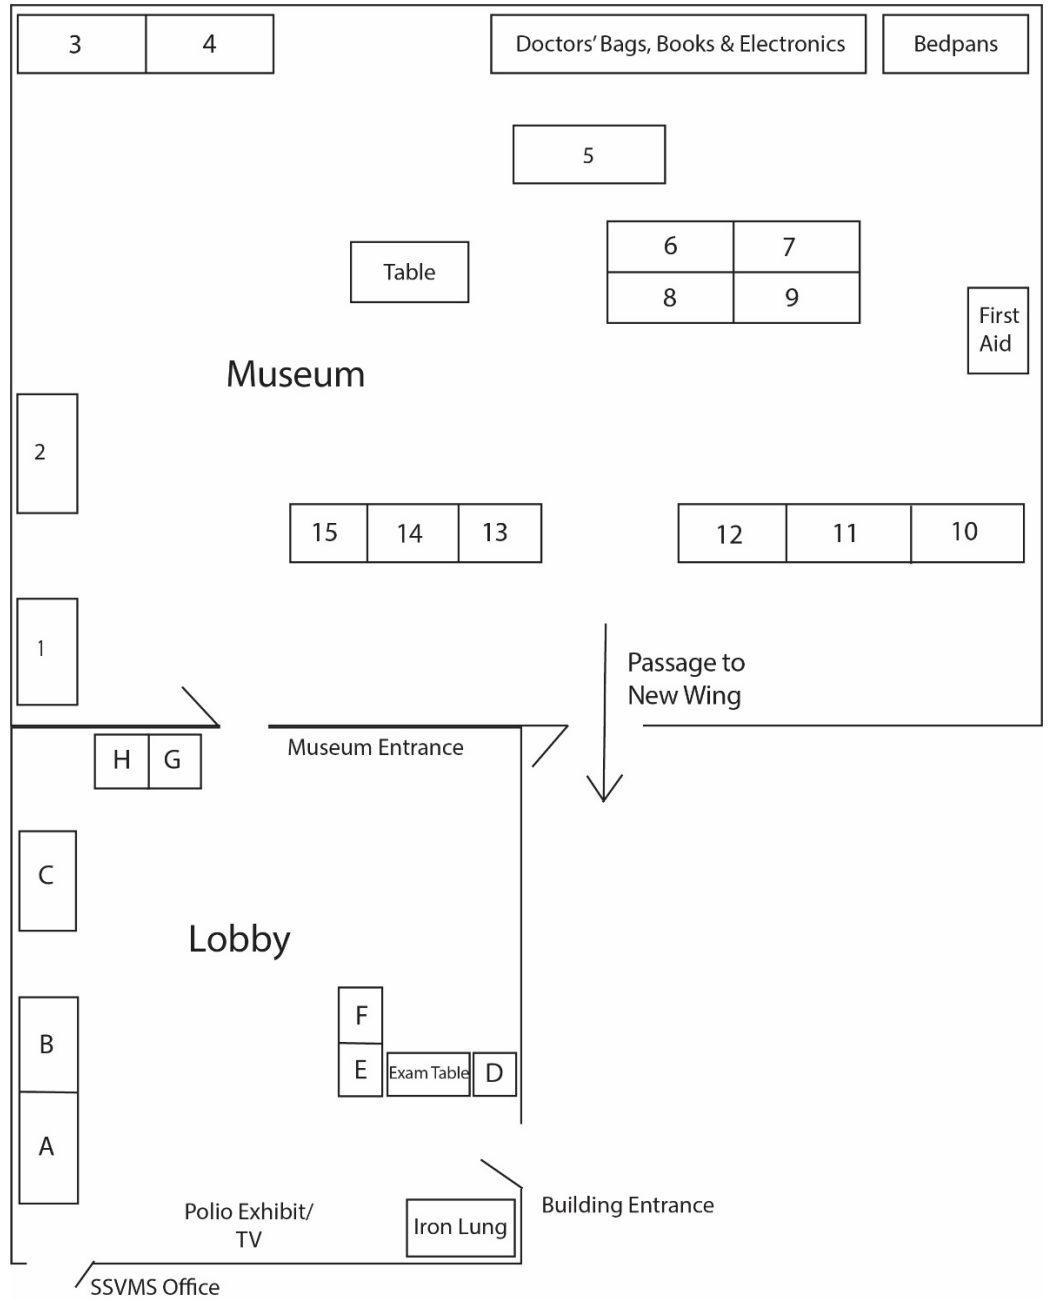 3
4
Doctors’ Bags, Books & Electronics
Bedpans
5
6
7
Table
8
9
First
Aid
Museum
2
15
14
13
12
11
10
1
Passage to
New Wing
Museum Entrance
H
G
C
Lobby
F
B
E
Exam Table
D
A
Building Entrance
Polio Exhibit/
TV
Iron Lung
SSVMS Office